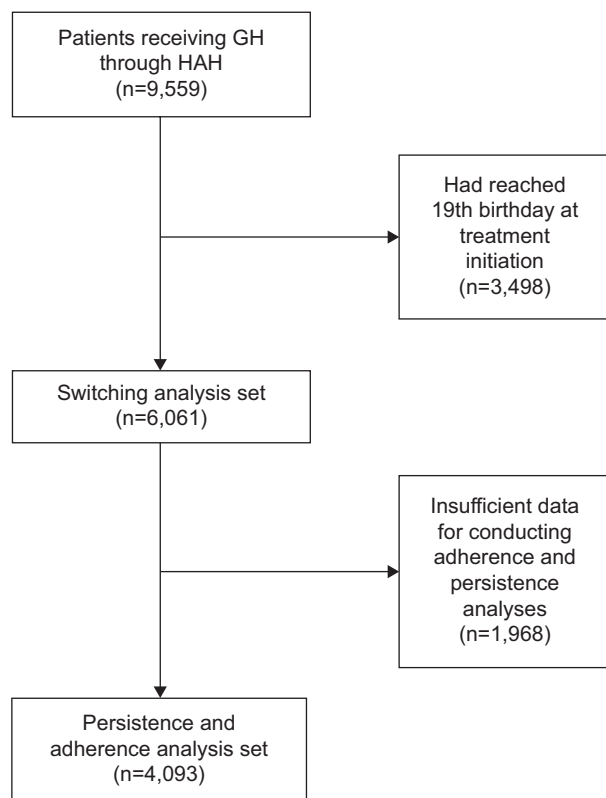 Patients receiving GH
through HAH
(n=9,559)
Had reached
19th birthday at
treatment
initiation
(n=3,498)
Switching analysis set
(n=6,061)
Insufficient data
for conducting
adherence and
persistence
analyses
(n=1,968)
Persistence and
adherence analysis set
(n=4,093)